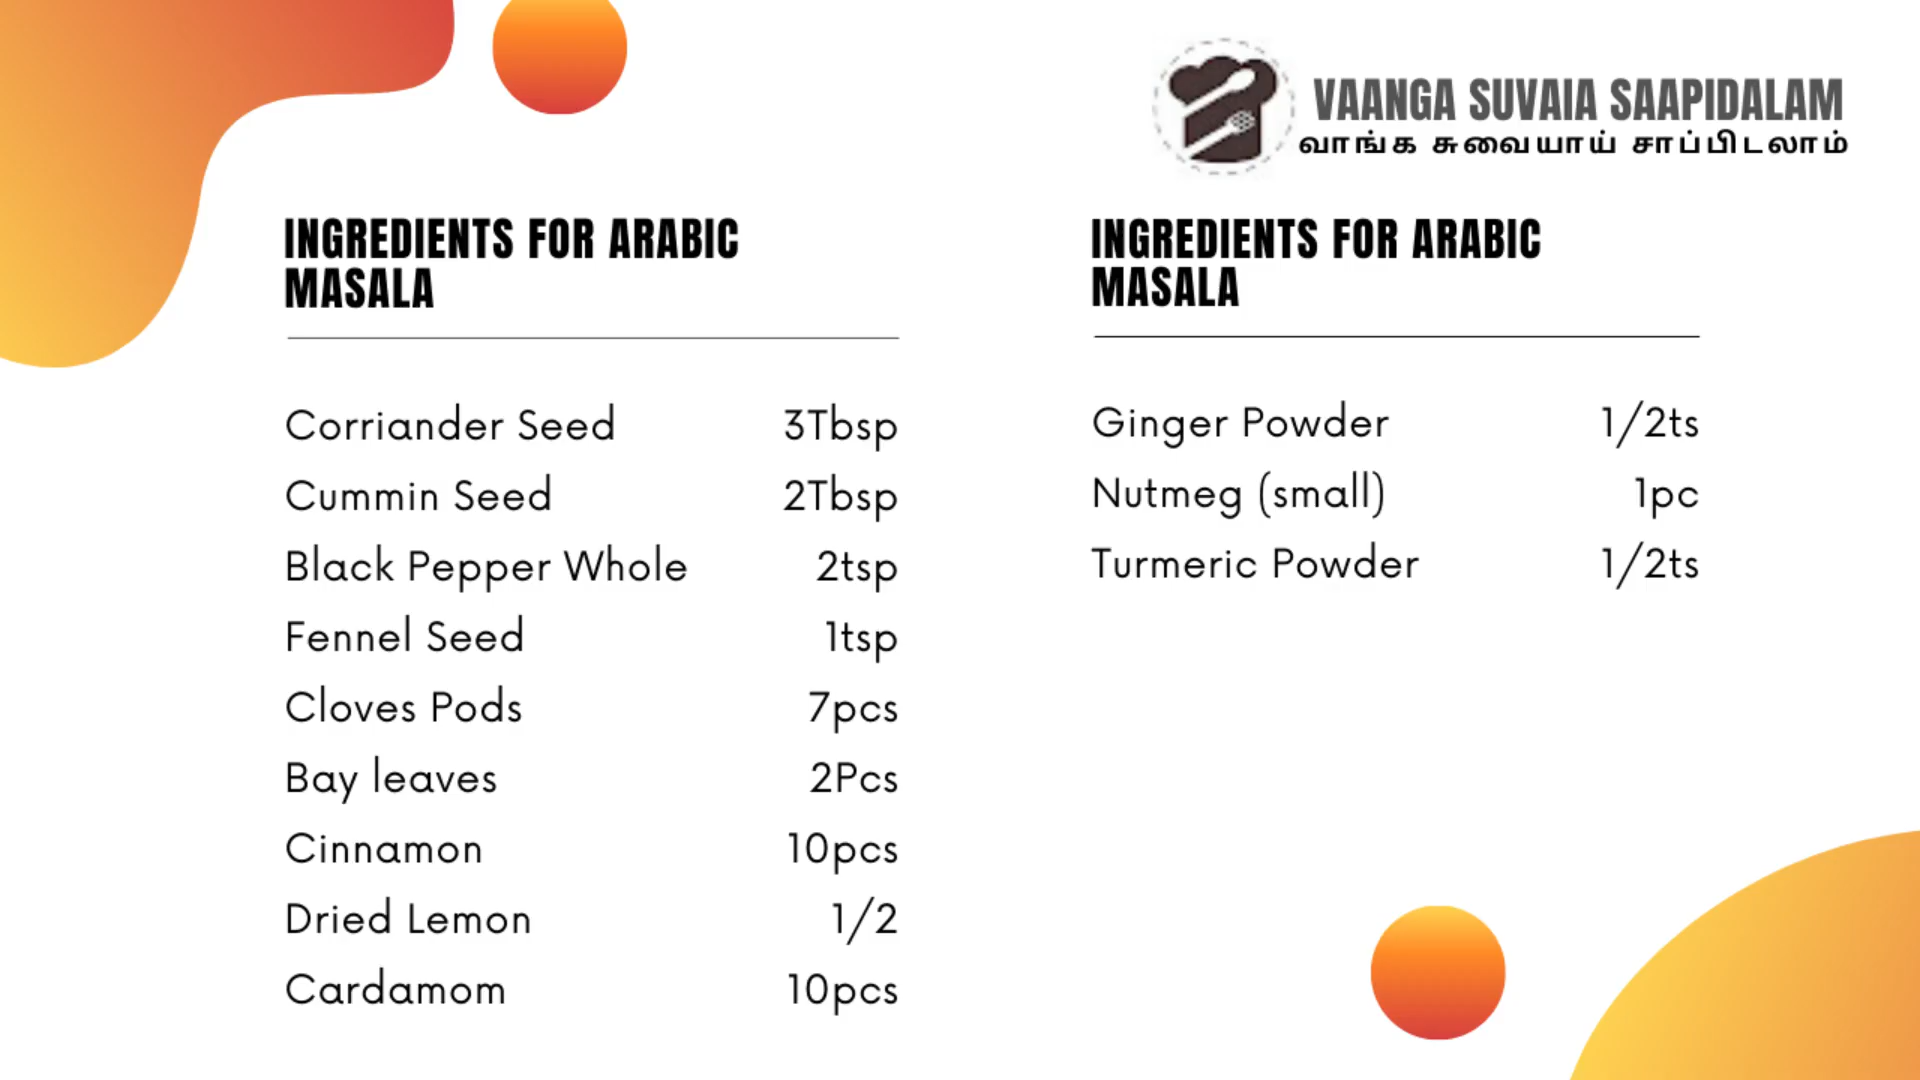 VAANGA SUVAIA SAAPIDALAM
வாங்க சுவையாய் சாப்பிடலாம்
INGREDIENTS FOR ARABIC
MASALA
Corriander Seed 3Tbsp
Cummin Seed 2Tbsp
Black Pepper Whole 2tsp
Fennel Seed 1tsp
Cloves Pods 7pcs
Bay leaves 2Pcs
Cinnamon 10pcs
Dried Lemon 1/2
Cardamom 10pcs
INGREDIENTS FOR ARABIC
MASALA
Ginger Powder 1/2ts
Nutmeg (small) 1pc
Turmeric Powder 1/2ts